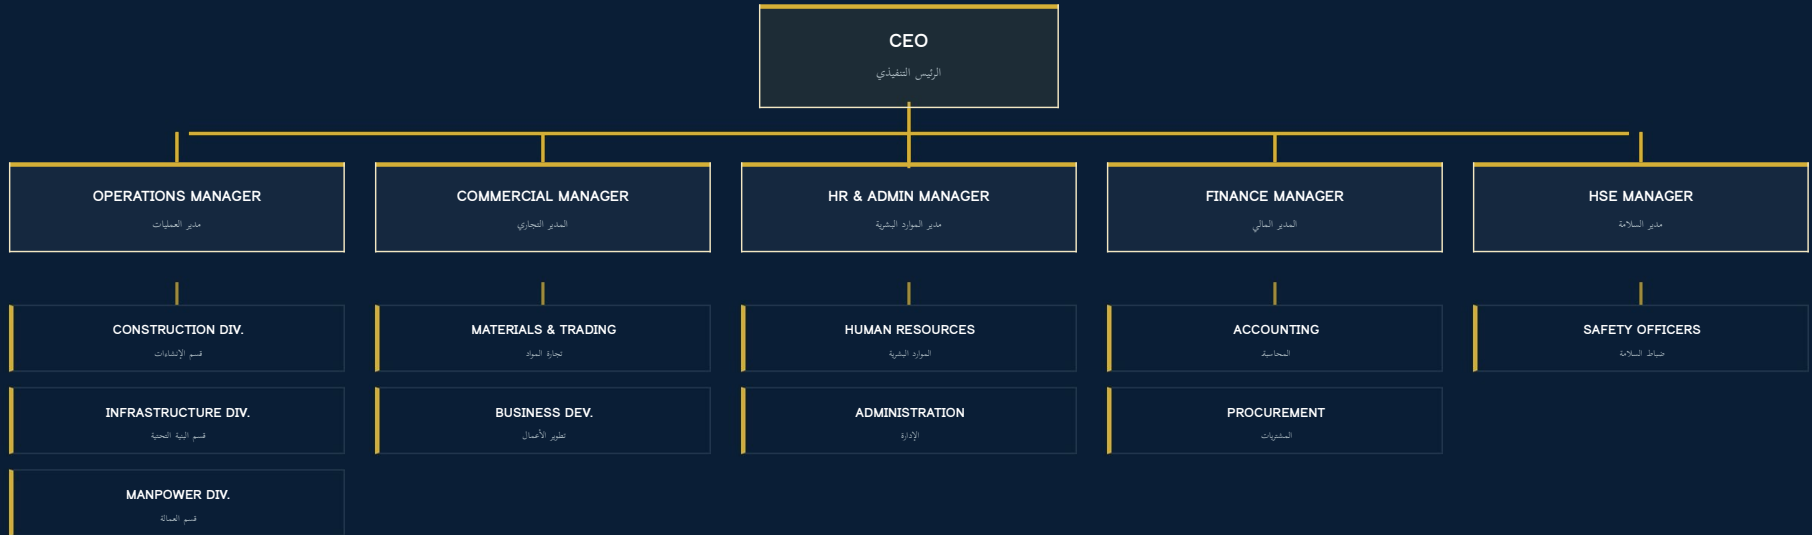 CEO
الرئيس التنفيذي
OPERATIONS MANAGER
مدير العمليات
COMMERCIAL MANAGER
المدير التجاري
HR & ADMIN MANAGER
مدير الموارد البشرية
FINANCE MANAGER
المدير المالي
HSE MANAGER
مدير السلامة
CONSTRUCTION DIV.
قسم الإنشاءات
MATERIALS & TRADING
تجارة المواد
HUMAN RESOURCES
الموارد البشرية
ACCOUNTING
المحاسبة
SAFETY OFFICERS
ضباط السلامة
INFRASTRUCTURE DIV.
قسم البنية التحتية
BUSINESS DEV.
تطوير الأعمال
ADMINISTRATION
الإدارة
PROCUREMENT
المشتريات
MANPOWER DIV.
قسم العمالة